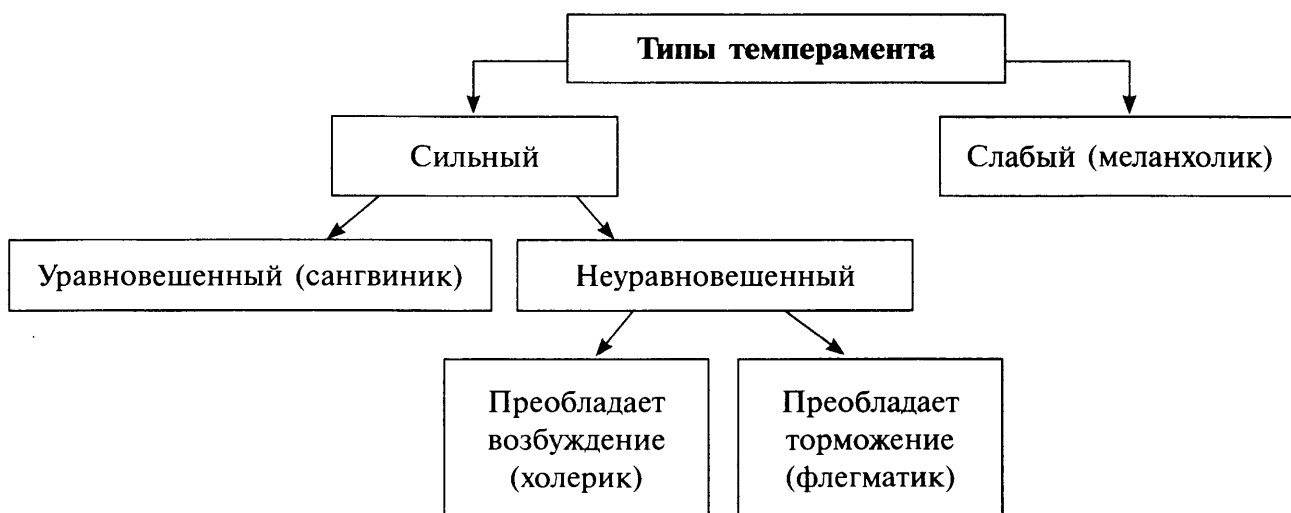 Типы темперамента
Сильный
Слабый (меланхолик)
Уравновешенный (сангвиник)
Неуравновешенный
Преобладает
возбуждение
(холерик)
Преобладает
торможение
(флегматик)